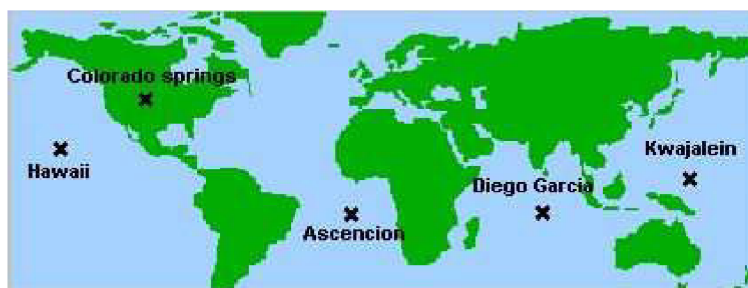 Colorado springs
Kwajalein
Hawaii
Diego Garcia
Ascencion